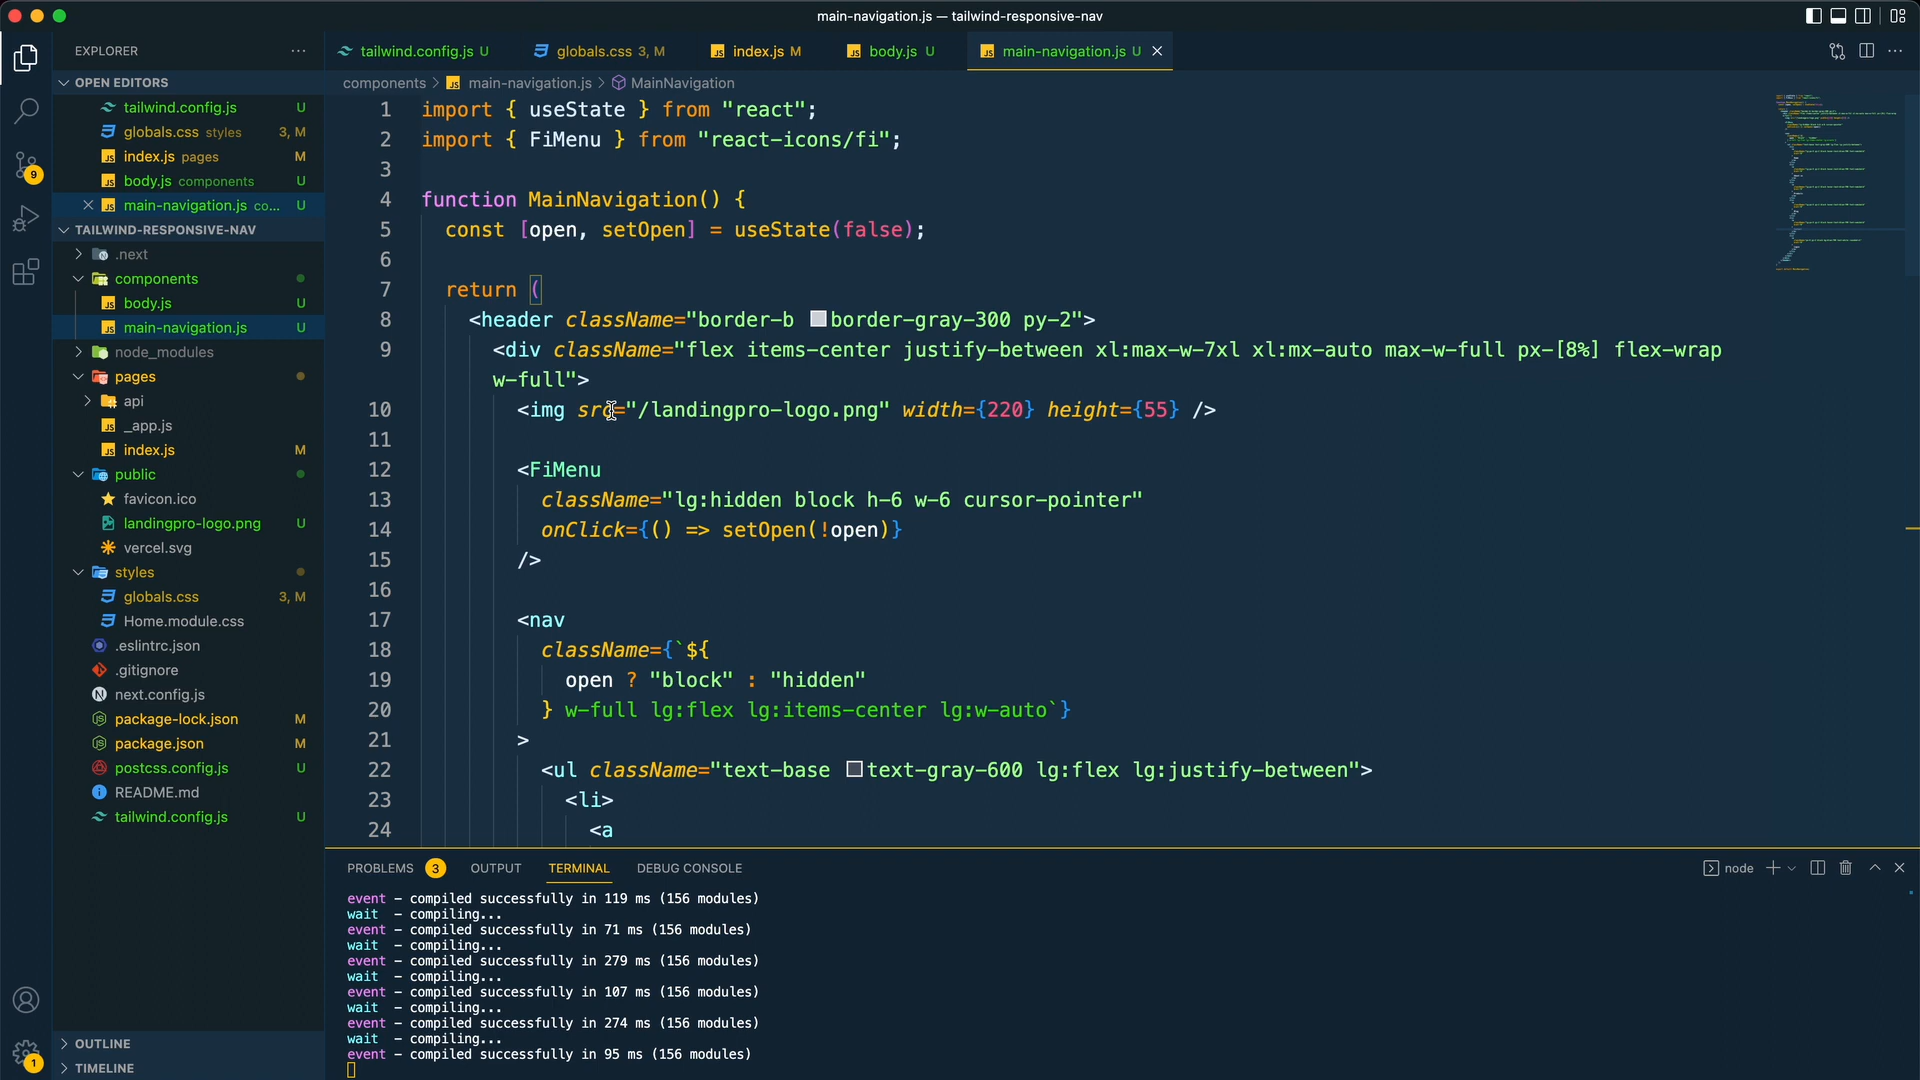 main-navigation.js — tailwind-responsive-nav
EXPLORER
tailwind.config.js U
globals.css 3, M
index.js M
body.js U
main-navigation.js U
OPEN EDITORS
tailwind.config.js U
globals.css styles 3, M
index.js pages M
body.js components U
main-navigation.js co... U
TAILWIND-RESPONSIVE-NAV
.next
components
body.js U
main-navigation.js U
node_modules
pages
api
_app.js
index.js M
public
favicon.ico
landingpro-logo.png U
vercel.svg
styles
globals.css 3, M
Home.module.css
.eslintrc.json
.gitignore
next.config.js
package-lock.json M
package.json M
postcss.config.js U
README.md
tailwind.config.js U
OUTLINE
TIMELINE
9
1
components > main-navigation.js > MainNavigation
1 import { useState } from "react";
2 import { FiMenu } from "react-icons/fi";
3
4 function MainNavigation() {
5 const [open, setOpen] = useState(false);
6
7 return (
8 <header className="border-b border-gray-300 py-2">
9 <div className="flex items-center justify-between xl:max-w-7xl xl:mx-auto max-w-full px-[8%] flex-wrap
w-full">
10 <img src="/landingpro-logo.png" width={220} height={55} />
11
12 <FiMenu
13 className="lg:hidden block h-6 w-6 cursor-pointer"
14 onClick={() => setOpen(!open)}
15 />
16
17 <nav
18 className={`${
19 open ? "block" : "hidden"
20 } w-full lg:flex lg:items-center lg:w-auto`}
21 >
22 <ul className="text-base text-gray-600 lg:flex lg:justify-between">
23 <li>
24 <a
PROBLEMS 3 OUTPUT TERMINAL DEBUG CONSOLE
node
event - compiled successfully in 119 ms (156 modules)
wait - compiling...
event - compiled successfully in 71 ms (156 modules)
wait - compiling...
event - compiled successfully in 279 ms (156 modules)
wait - compiling...
event - compiled successfully in 107 ms (156 modules)
wait - compiling...
event - compiled successfully in 274 ms (156 modules)
wait - compiling...
event - compiled successfully in 95 ms (156 modules)